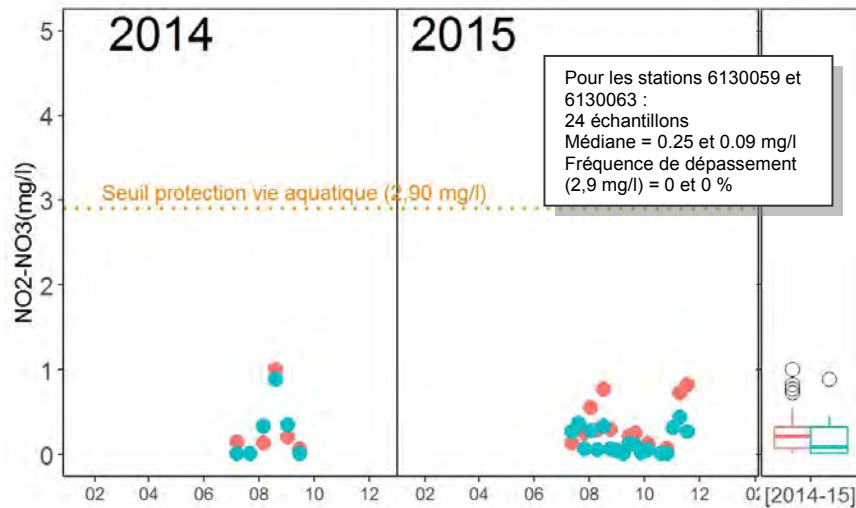 2014
2015
Pour les stations 6130059 et
6130063 :
24 échantillons
Médiane = 0.25 et 0.09 mg/l
Fréquence de dépassement
(2,9 mg/l) = 0 et 0 %
Seuil protection vie aquatique (2,90 mg/l)
NO2-NO3(mg/l)
5
4
3
2
1
0
02 04 06 08 10 12 02 04 06 08 10 12 02 [2014-15]